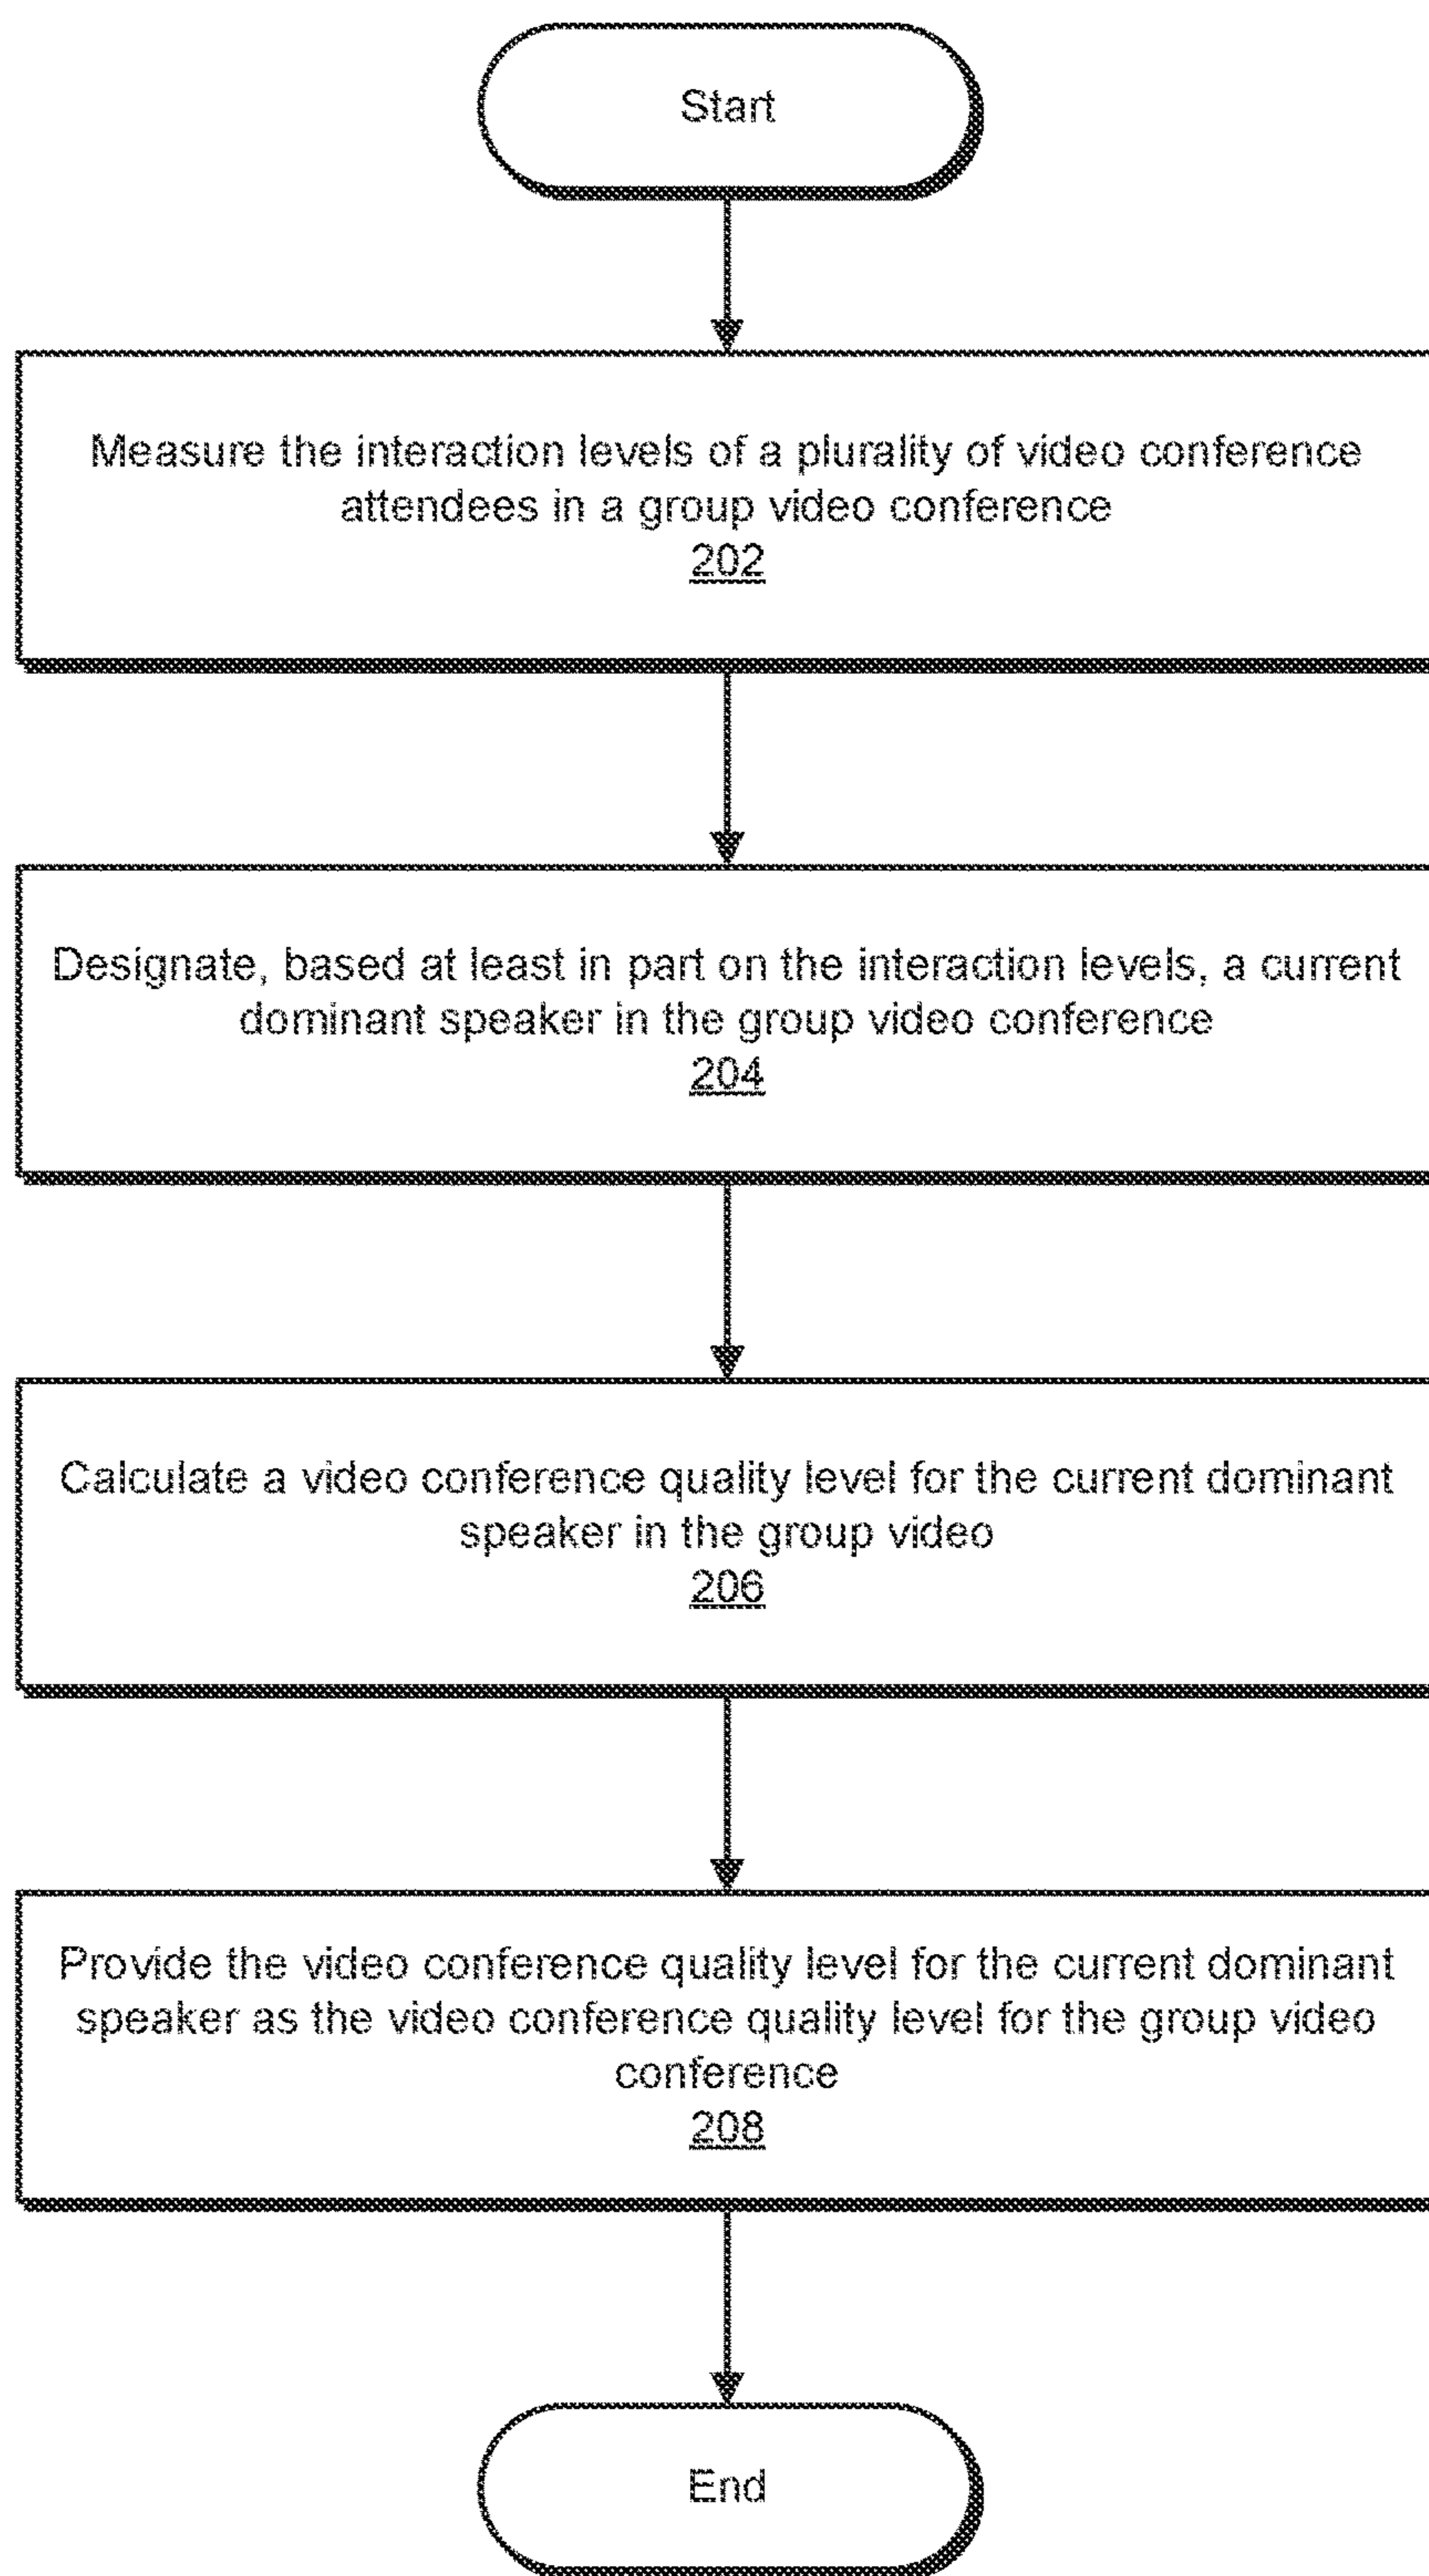 Start
Measure the interaction levels of a plurality of video conference
attendees in a group video conference
202
Designate, based at least in part on the interaction levels, a current
dominant speaker in the group video conference
204
Calculate a video conference quality level for the current dominant
speaker in the group video
206
Provide the video conference quality level for the current dominant
speaker as the video conference quality level for the group video
conference
208
End